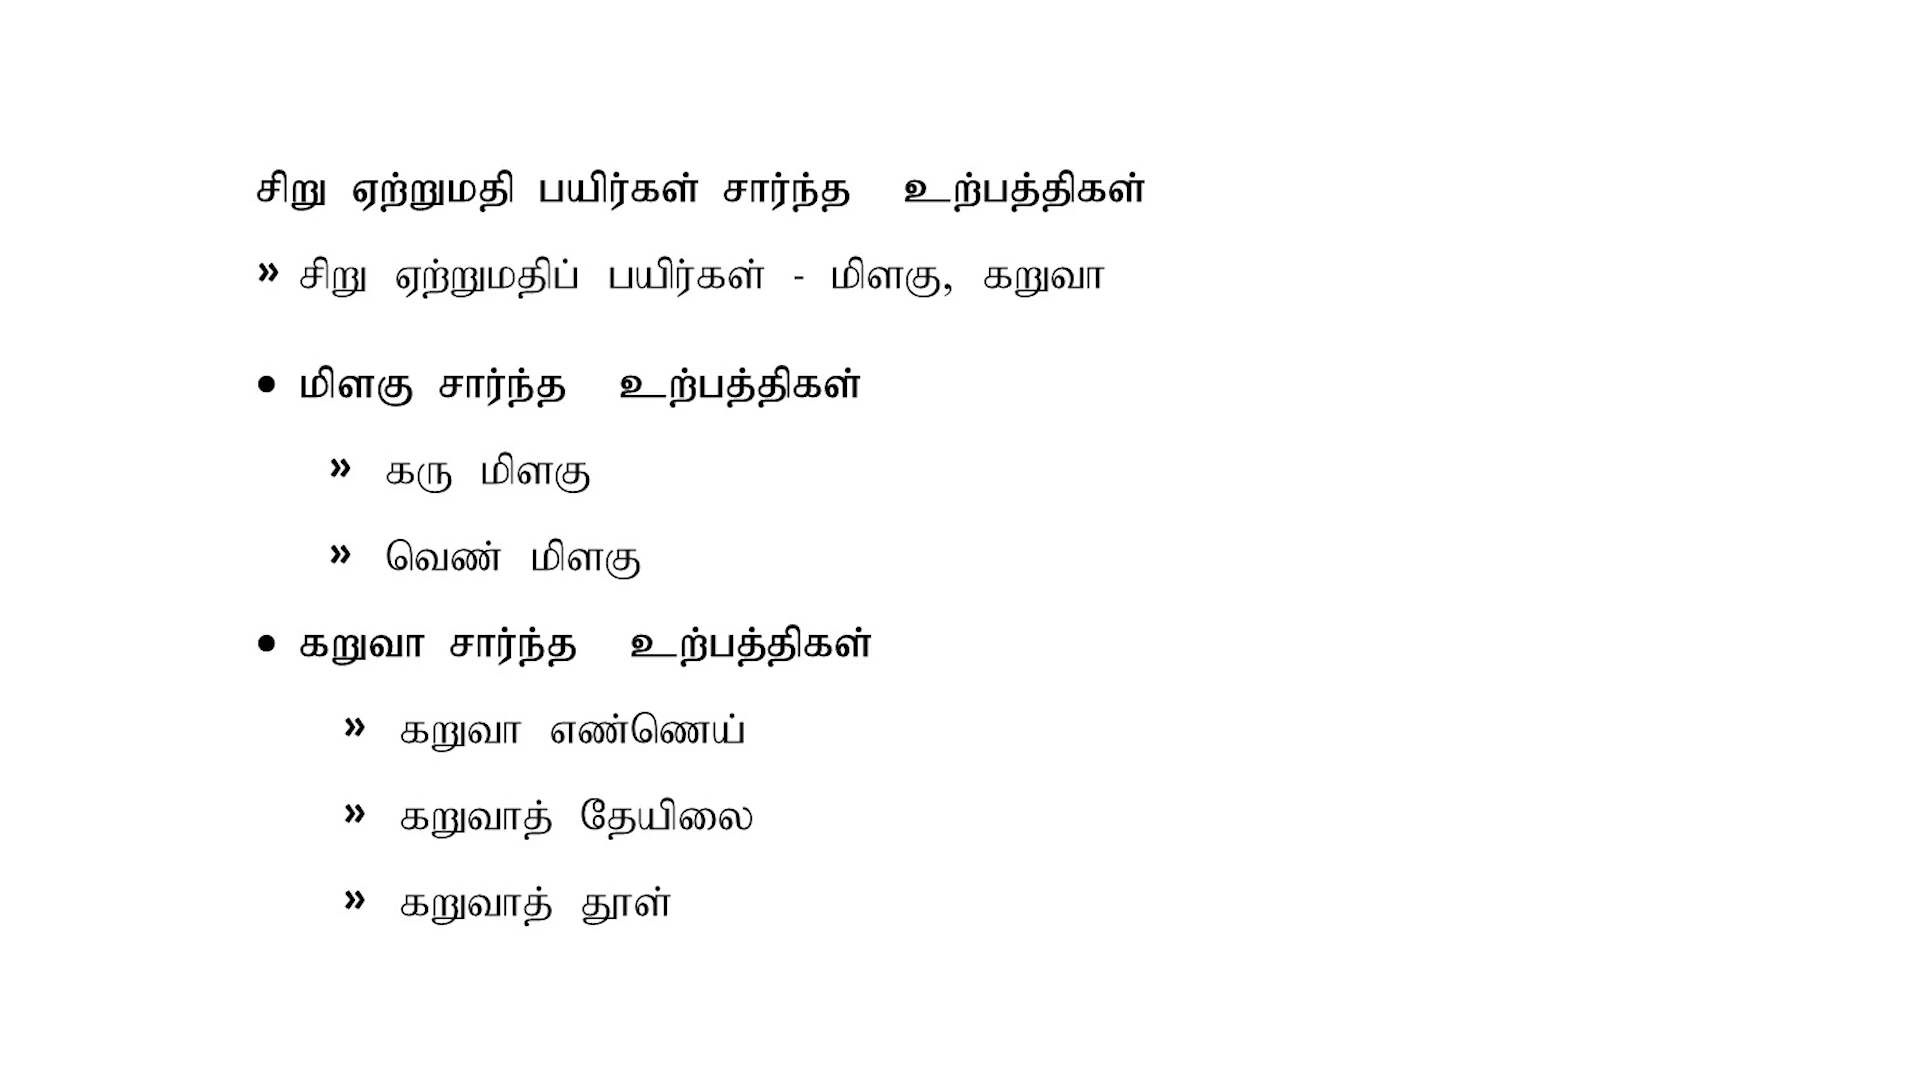 சிறு ஏற்றுமதி பயிர்கள் சார்ந்த உற்பத்திகள்
» சிறு ஏற்றுமதிப் பயிர்கள் - மிளகு, கறுவா
• மிளகு சார்ந்த உற்பத்திகள்
» கரு மிளகு
» வெண் மிளகு
• கறுவா சார்ந்த உற்பத்திகள்
» கறுவா எண்ணெய்
» கறுவாத் தேயிலை
» கறுவாத் தூள்